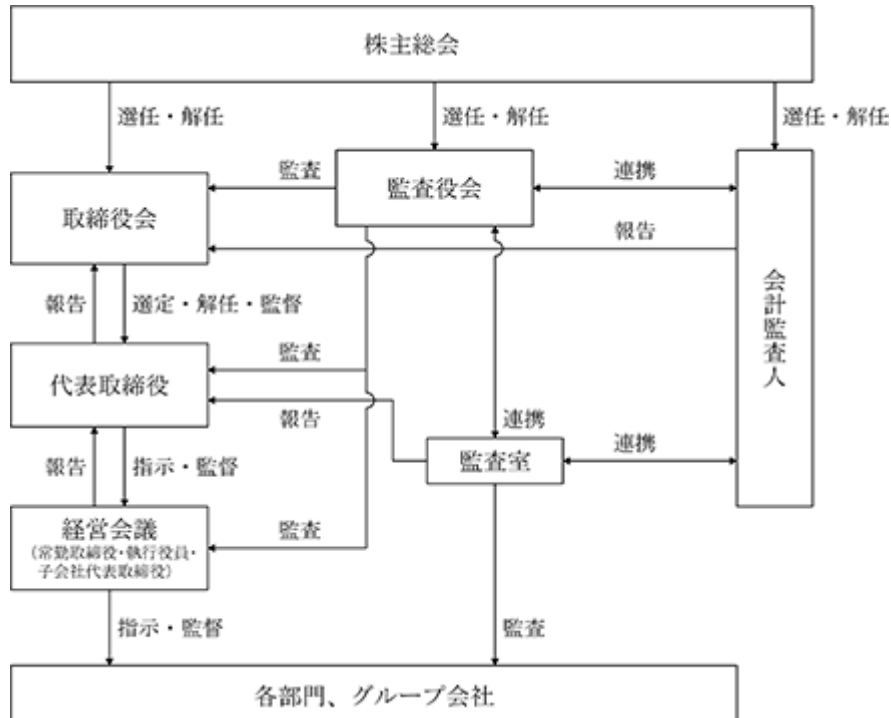 株主総会
選任・解任
選任・解任
選任・解任
監査
監査役会
連携
取締役会
報告
会計監査人
報告
選定・解任・監督
代表取締役
監査
報告
連携
報告
指示・監督
監査室
連携
経営会議
(常勤取締役・執行役員・
子会社代表取締役)
監査
指示・監督
監査
各部門、グループ会社